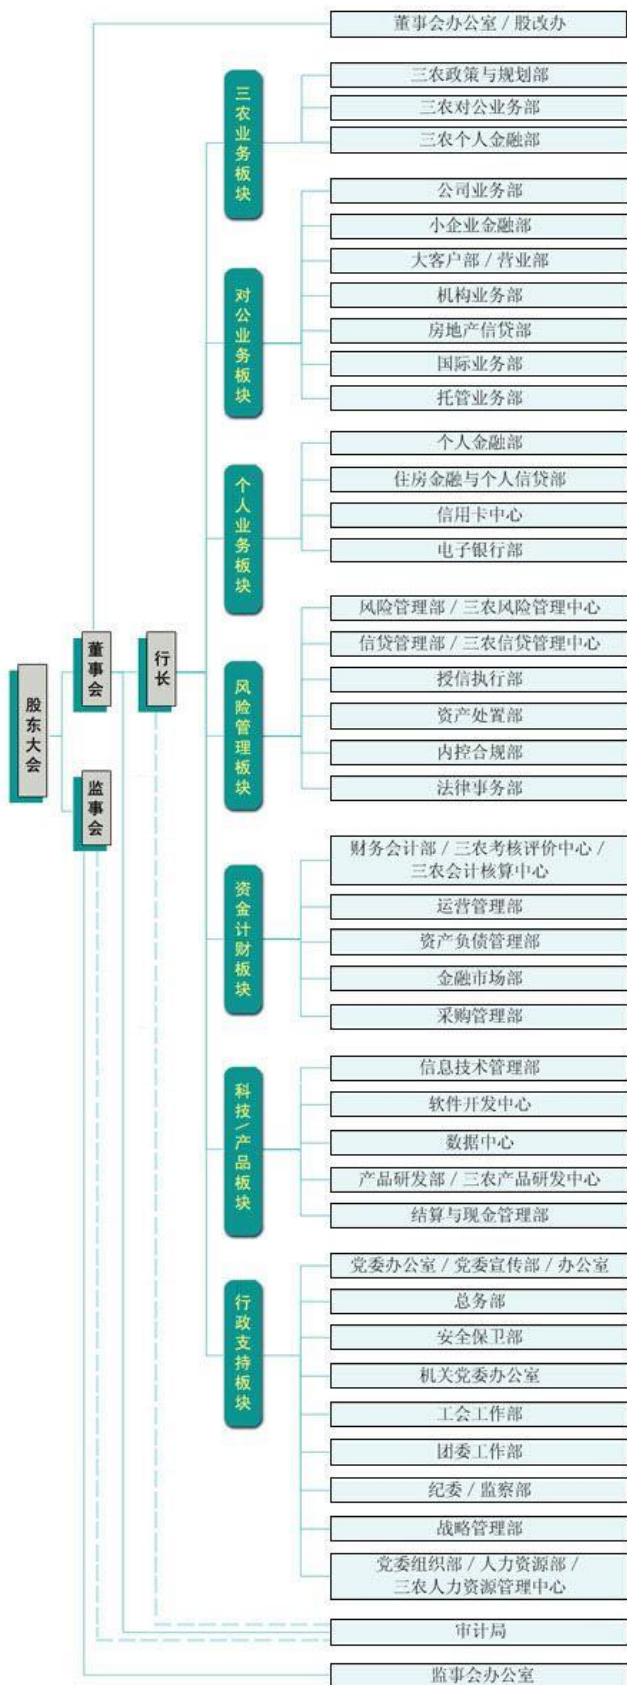 股东大会
董事会
监事会
行长
董事会办公室 / 股改办
三农业务板块
三农政策与规划部
三农对公业务部
三农个人金融部
对公业务板块
公司业务部
小企业金融部
大客户部 / 营业部
机构业务部
房地产信贷部
国际业务部
托管业务部
个人业务板块
个人金融部
住房金融与个人信贷部
信用卡中心
电子银行部
风险管理板块
风险管理部 / 三农风险管理中心
信贷管理部 / 三农信贷管理中心
授信执行部
资产处置部
内控合规部
法律事务部
资金计财板块
财务会计部 / 三农考核评价中心 /
三农会计核算中心
运营管理部
资产负债管理部
金融市场部
采购管理部
科技/产品板块
信息技术管理部
软件开发中心
数据中心
产品研发部 / 三农产品研发中心
结算与现金管理部
行政支持板块
党委办公室 / 党委宣传部 / 办公室
总务部
安全保卫部
机关党委办公室
工会工作部
团委工作部
纪委 / 监察部
战略管理部
党委组织部 / 人力资源部 /
三农人力资源管理中心
审计局
监事会办公室